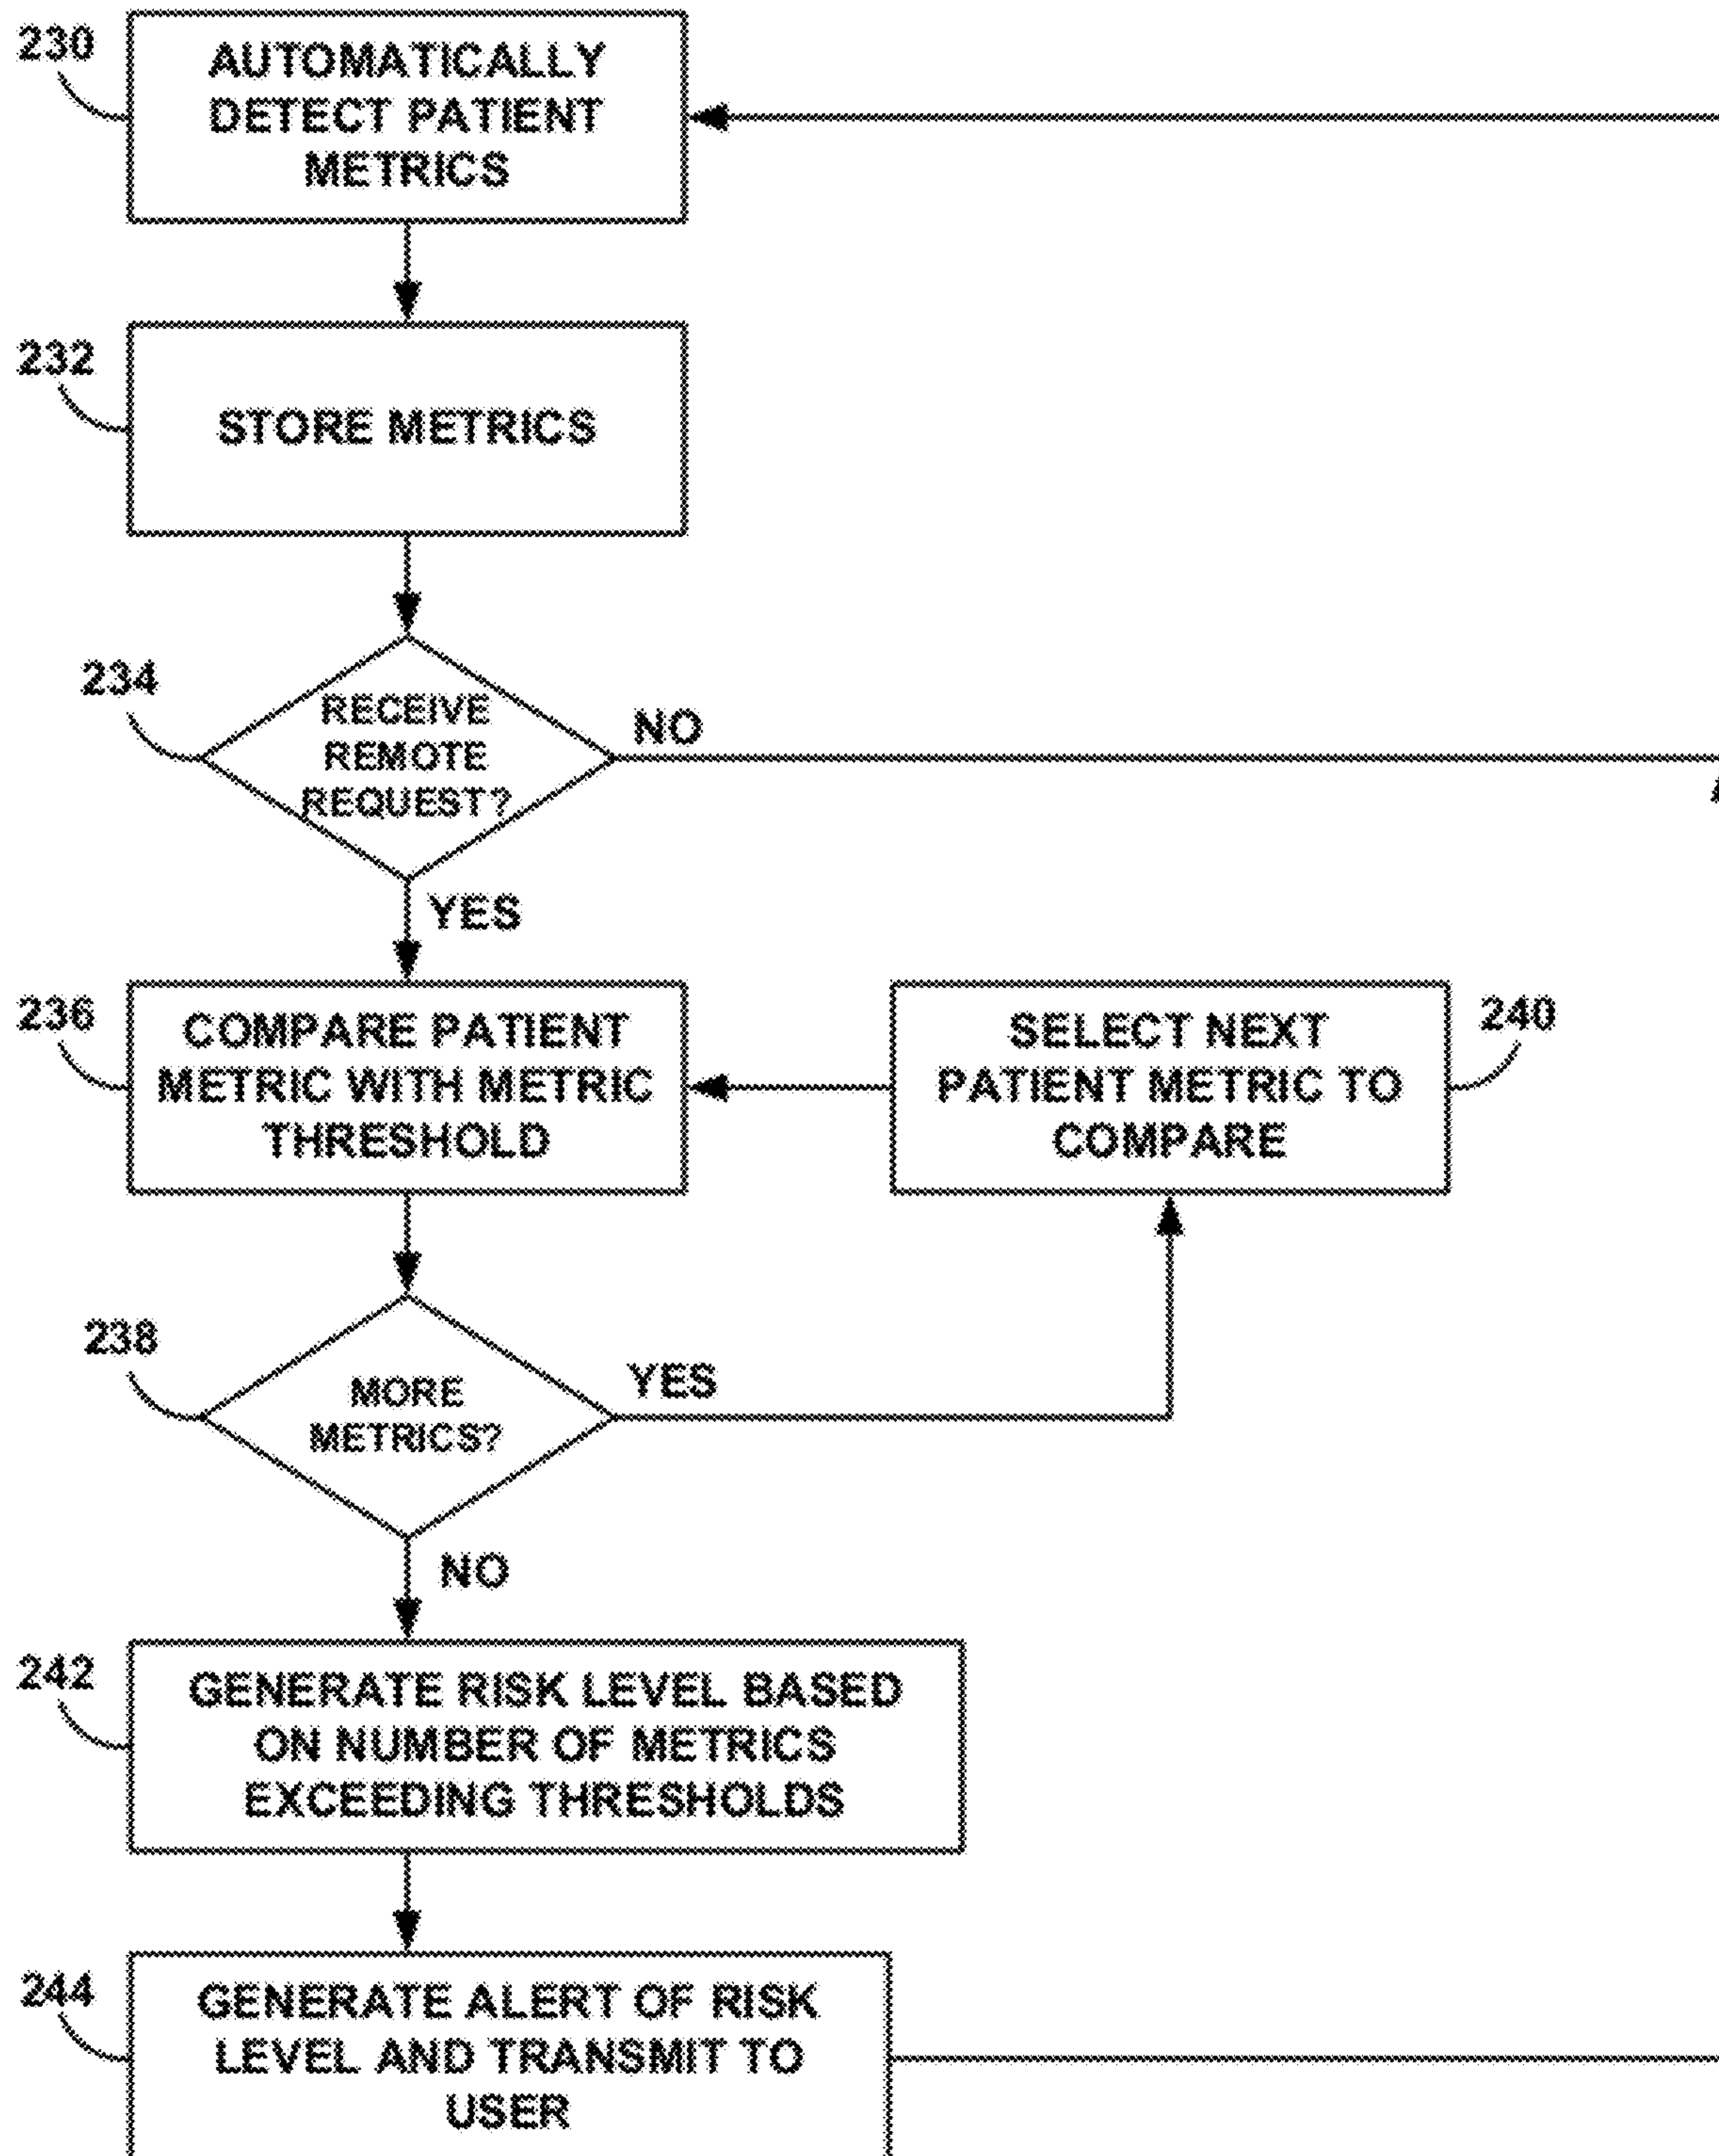 230
AUTOMATICALLY
DETECT PATIENT
METRICS
232
STORE METRICS
234
RECEIVE
REMOTE
REQUEST?
NO
YES
236
COMPARE PATIENT
METRIC WITH METRIC
THRESHOLD
SELECT NEXT
PATIENT METRIC TO
COMPARE
240
238
MORE
METRICS?
YES
NO
242
GENERATE RISK LEVEL BASED
ON NUMBER OF METRICS
EXCEEDING THRESHOLDS
244
GENERATE ALERT OF RISK
LEVEL AND TRANSMIT TO
USER